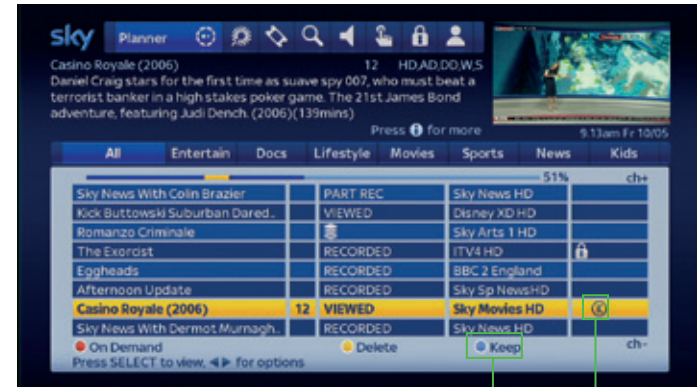 sky Planner
Casino Royale (2006) 12 HD,AD,DD,W,S
Daniel Craig stars for the first time as suave spy 007, who must beat a
terrorist banker in a high stakes poker game. The 21st James Bond
adventure, featuring Judi Dench. (2006)(139mins)
Press i for more
9.13am Fr 10/05
All Entertain Docs Lifestyle Movies Sports News Kids
51% ch+
Sky News With Colin Brazier PART REC Sky News HD
Kick Buttowski Suburban Dared.. VIEWED Disney XD HD
Romanzo Criminale Sky Arts 1 HD
The Exorcist RECORDED ITV4 HD
Eggheads RECORDED BBC 2 England
Afternoon Update RECORDED Sky Sp NewsHD
Casino Royale (2006) 12 VIEWED Sky Movies HD K
Sky News With Dermot Murnagh.. RECORDED Sky News HD
On Demand Delete Keep ch-
Press SELECT to view, ◀▶ for options